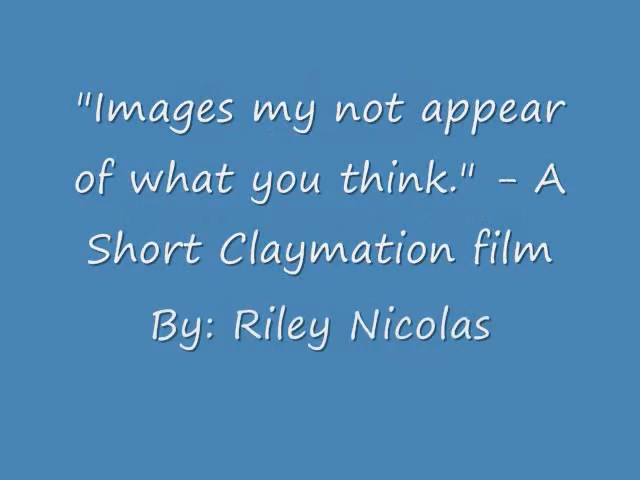 "Images my not appear
of what you think." - A
Short Claymation film
By: Riley Nicolas